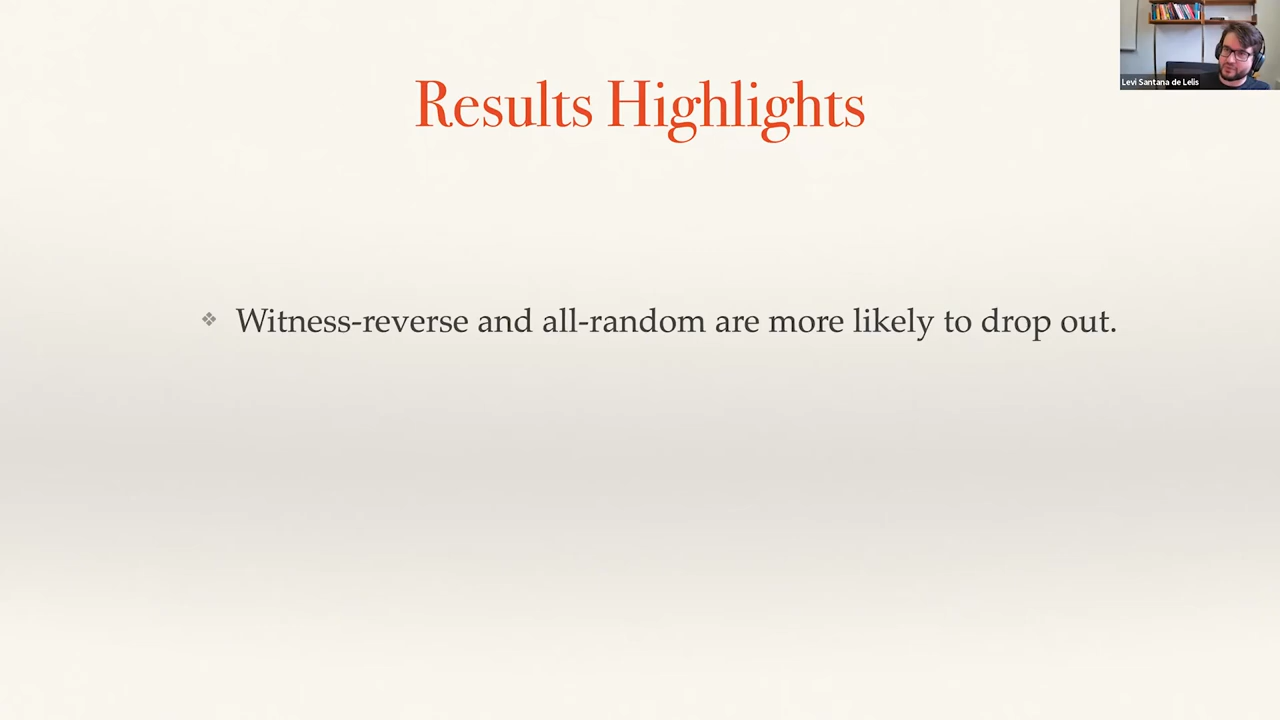 Levi Santana de Lelis
Results Highlights
❖ Witness-reverse and all-random are more likely to drop out.